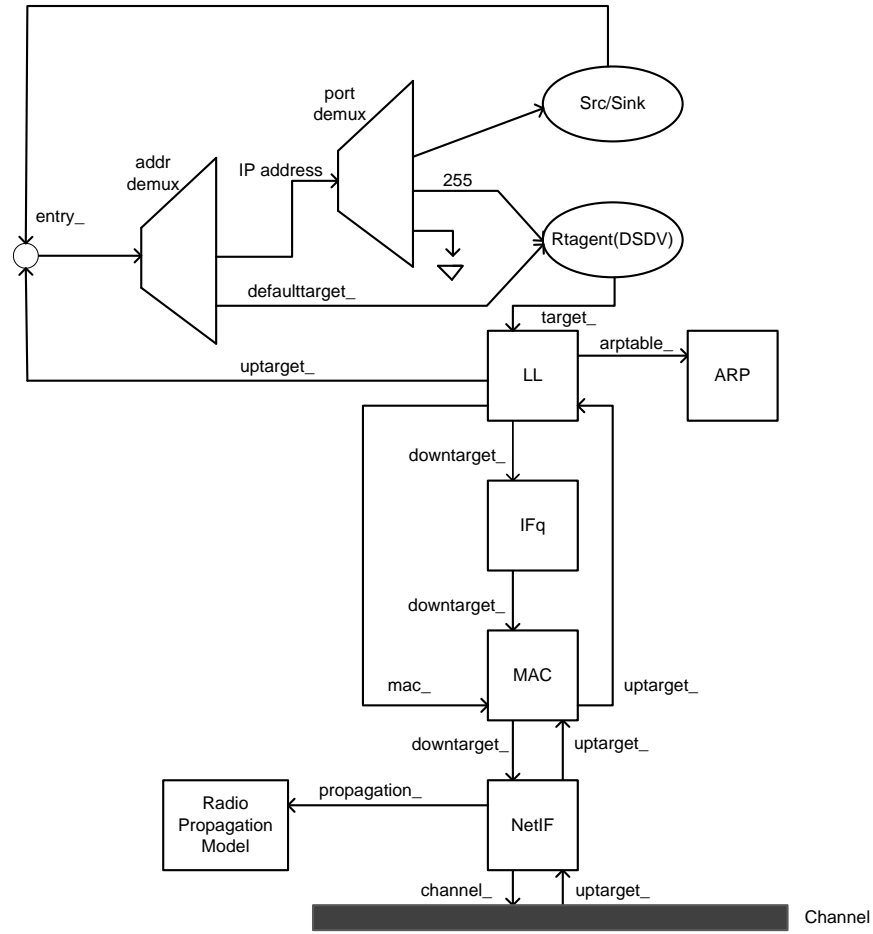 port
demux
Src/Sink
addr
demux
IP address
255
entry_
Rtagent(DSDV)
defaulttarget_
target_
arptable_
uptarget_
LL
ARP
downtarget_
IFq
downtarget_
MAC
mac_
uptarget_
downtarget_
uptarget_
propagation_
Radio
Propagation
Model
NetIF
channel_
uptarget_
Channel